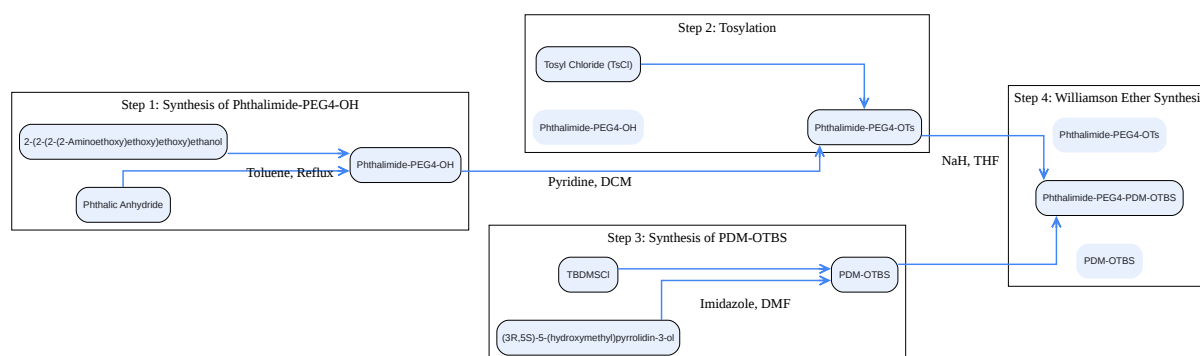 Step 1: Synthesis of Phthalimide-PEG4-OH
2-(2-(2-(2-Aminoethoxy)ethoxy)ethoxy)ethanol
Phthalic Anhydride
Toluene, Reflux
Phthalimide-PEG4-OH
Step 2: Tosylation
Tosyl Chloride (TsCl)
Phthalimide-PEG4-OH
Pyridine, DCM
Phthalimide-PEG4-OTs
Step 3: Synthesis of PDM-OTBS
TBDMSCl
(3R,5S)-5-(hydroxymethyl)pyrrolidin-3-ol
Imidazole, DMF
PDM-OTBS
Step 4: Williamson Ether Synthesis
Phthalimide-PEG4-OTs
NaH, THF
Phthalimide-PEG4-PDM-OTBS
PDM-OTBS